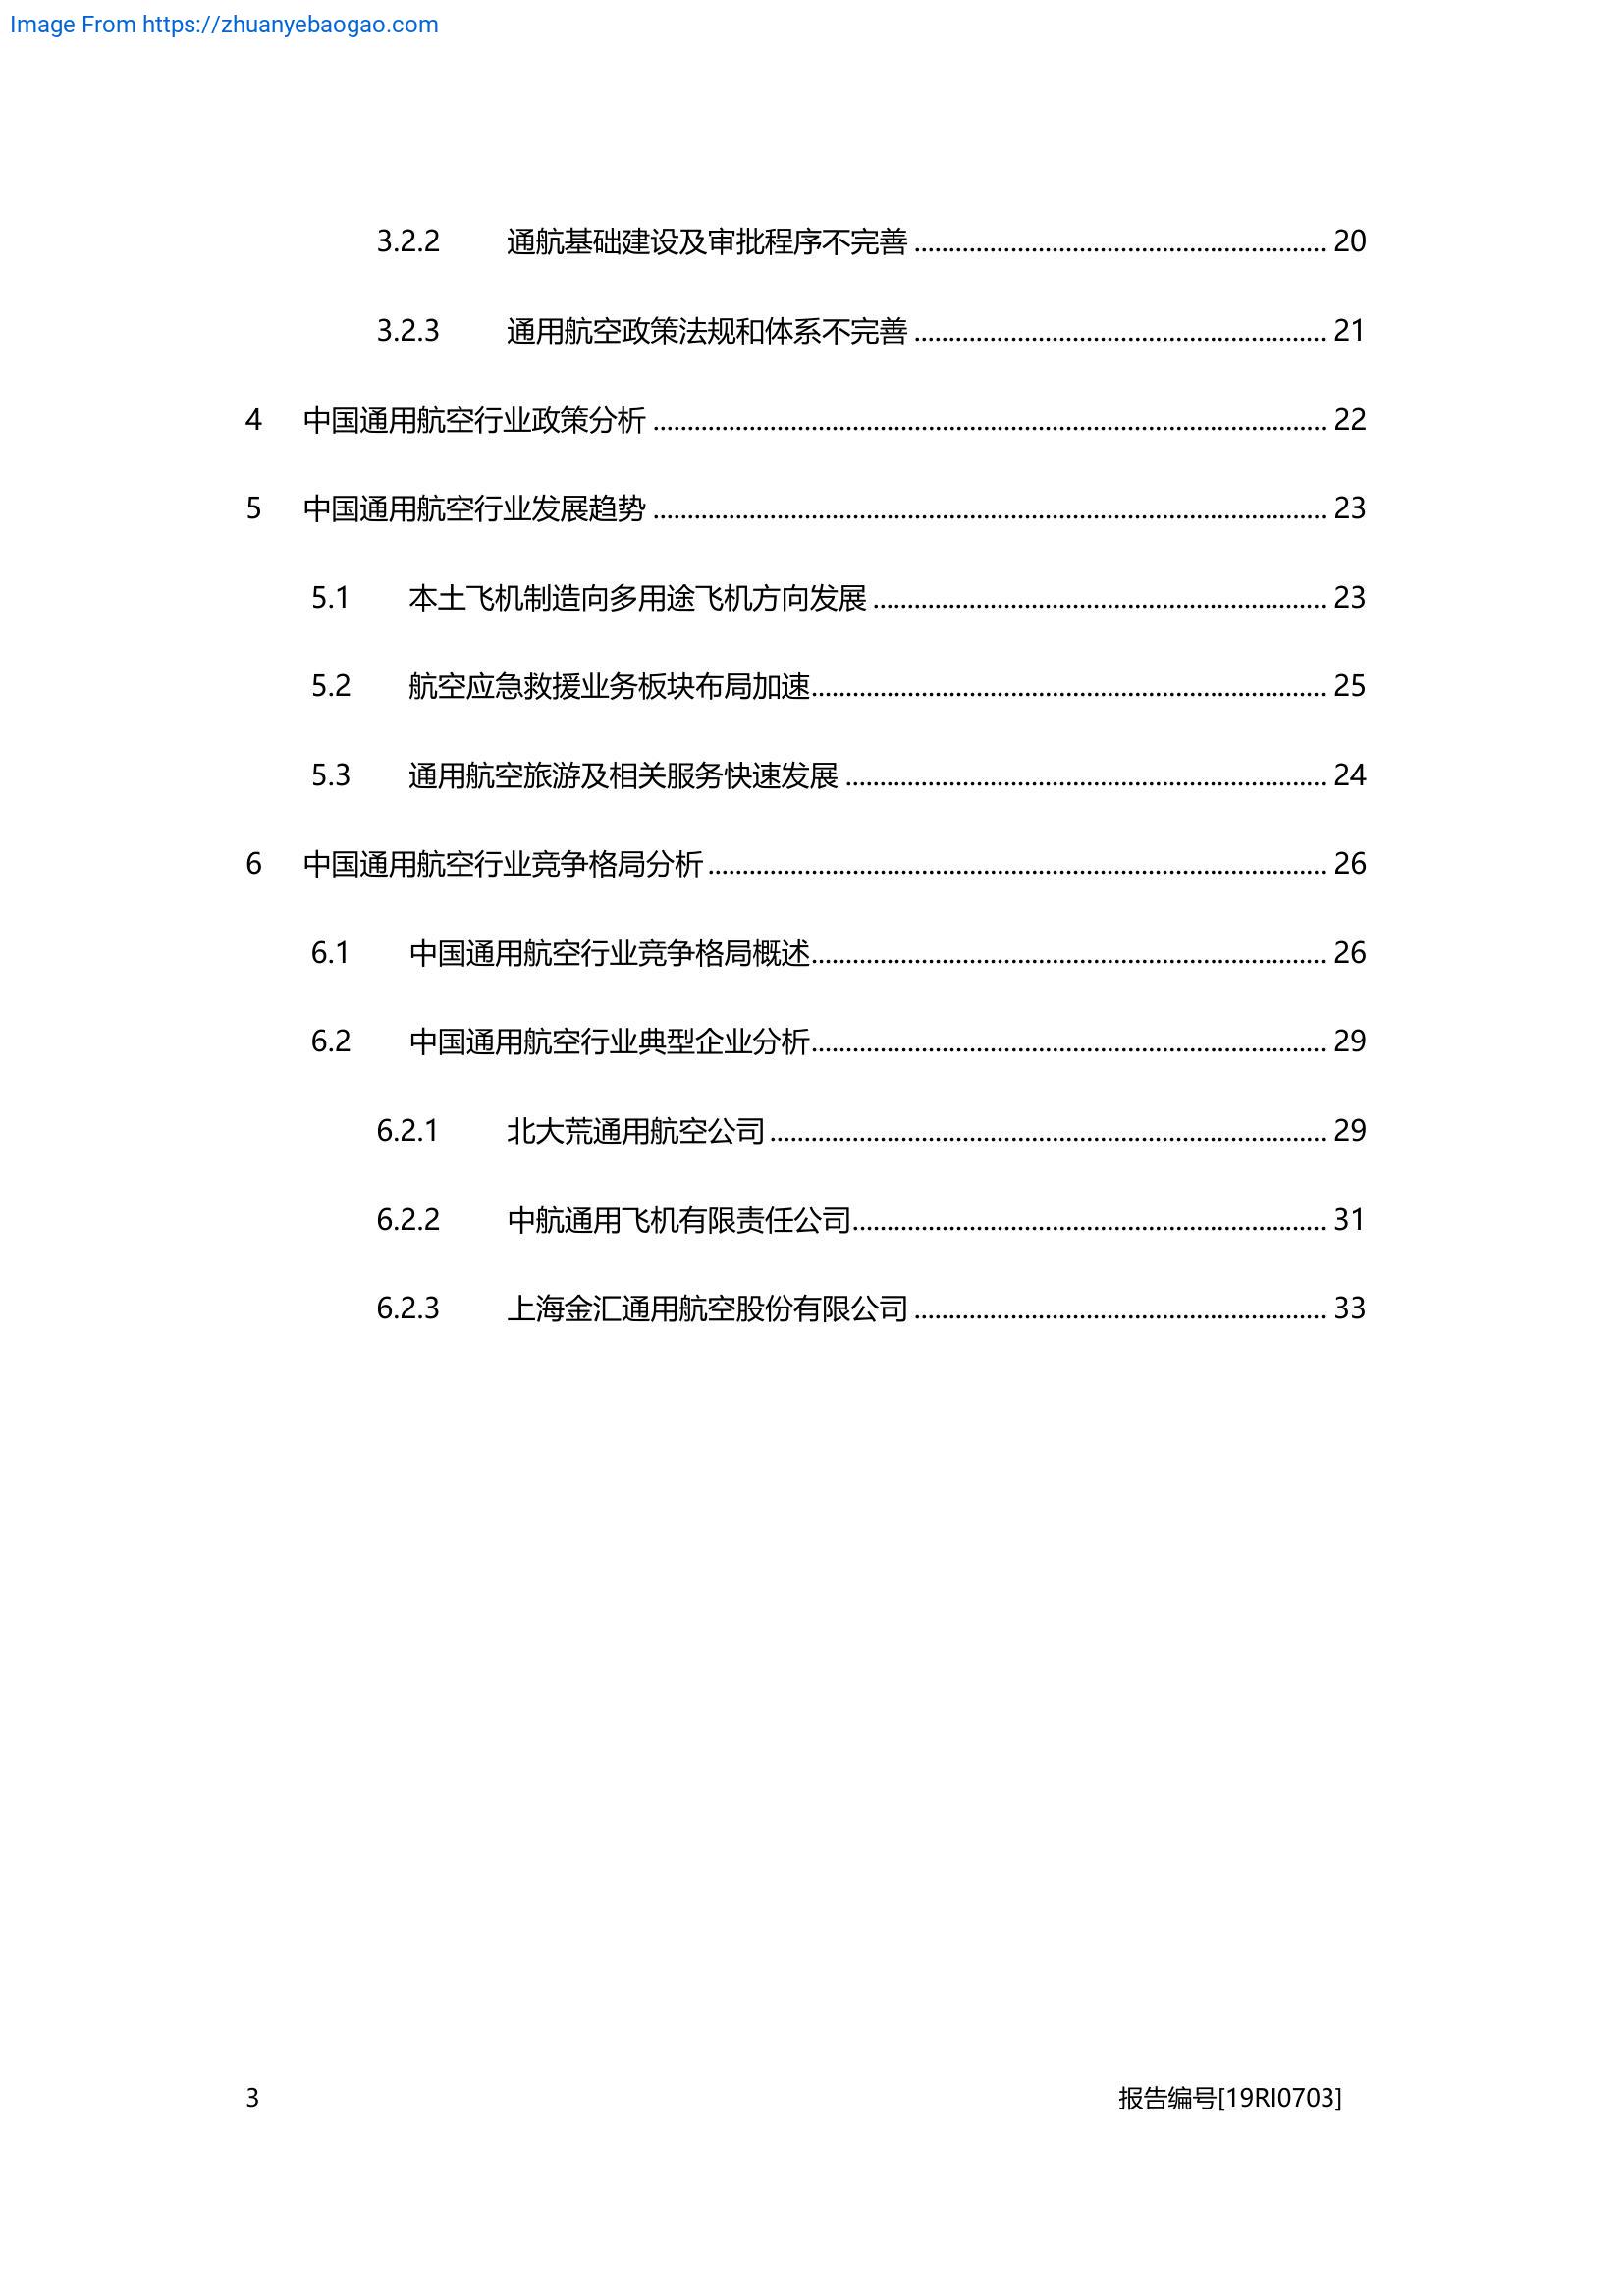 Image From https://zhuanyebaogao.com
3.2.2 通航基础建设及审批程序不完善 ............................................................ 20
3.2.3 通用航空政策法规和体系不完善 ............................................................ 21
4 中国通用航空行业政策分析 .................................................................................................. 22
5 中国通用航空行业发展趋势 .................................................................................................. 23
5.1 本土飞机制造向多用途飞机方向发展 .................................................................. 23
5.2 航空应急救援业务板块布局加速........................................................................... 25
5.3 通用航空旅游及相关服务快速发展 ...................................................................... 24
6 中国通用航空行业竞争格局分析 .......................................................................................... 26
6.1 中国通用航空行业竞争格局概述........................................................................... 26
6.2 中国通用航空行业典型企业分析........................................................................... 29
6.2.1 北大荒通用航空公司 ................................................................................. 29
6.2.2 中航通用飞机有限责任公司..................................................................... 31
6.2.3 上海金汇通用航空股份有限公司 ............................................................ 33
3 报告编号[19RI0703]